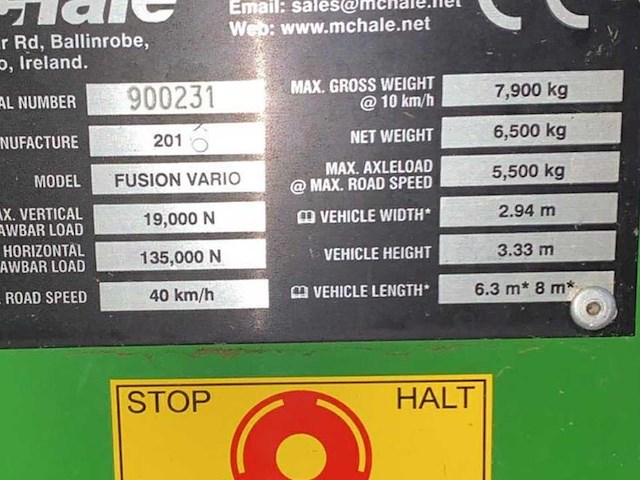 McHale
Email: sales@mchale.net
Web: www.mchale.net
r Rd, Ballinrobe,
o, Ireland.
AL NUMBER 900231
NUFACTURE 201
MODEL FUSION VARIO
AX. VERTICAL
AWBAR LOAD 19,000 N
HORIZONTAL
AWBAR LOAD 135,000 N
ROAD SPEED 40 km/h
MAX. GROSS WEIGHT
@ 10 km/h 7,900 kg
NET WEIGHT 6,500 kg
MAX. AXLELOAD
@ MAX. ROAD SPEED 5,500 kg
VEHICLE WIDTH* 2.94 m
VEHICLE HEIGHT 3.33 m
VEHICLE LENGTH* 6.3 m* 8 m*
STOP HALT